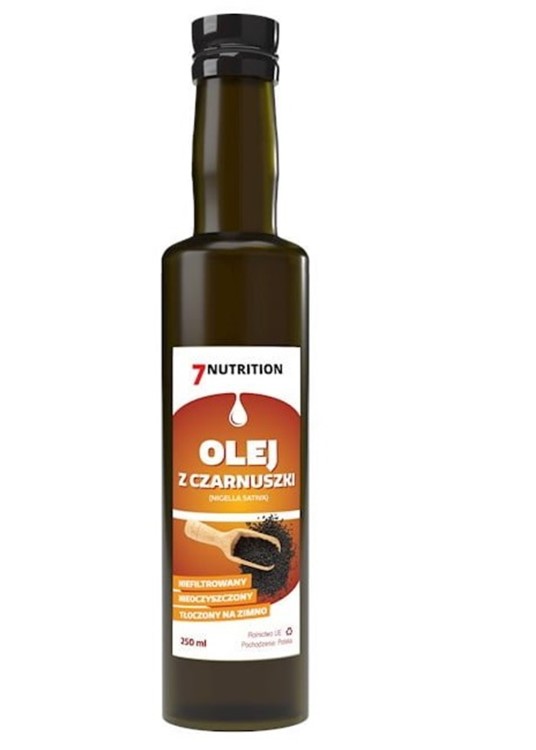 7NUTRITION
OLEJ
Z CZARNUSZKI
(NIGELLA SATIVA)
NIEFILTROWANY
NIEOCZYSZCZONY
TŁOCZONY NA ZIMNO
Rolnictwo UE
250 ml
Pochodzenie: Polska